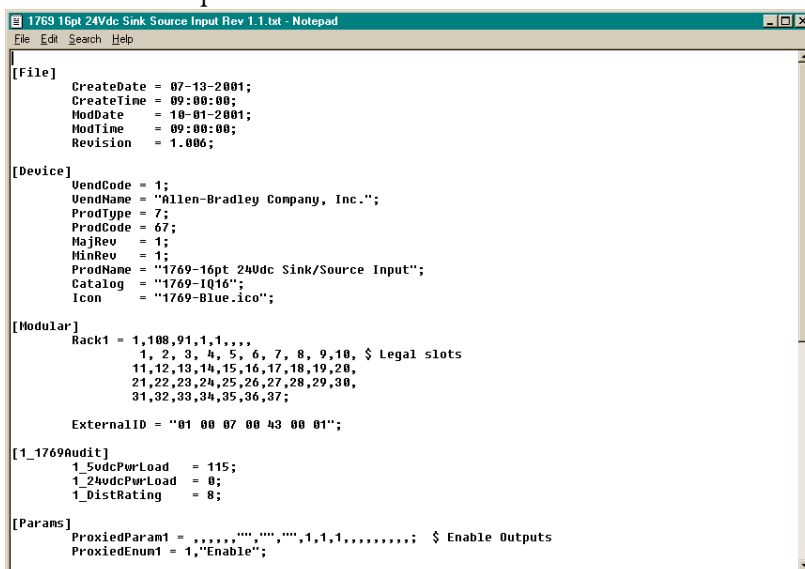 1769 16pt 24Vdc Sink Source Input Rev 1.1.txt - Notepad
File Edit Search Help
[File]
CreateDate = 07-13-2001;
CreateTime = 09:00:00;
ModDate = 10-01-2001;
ModTime = 09:00:00;
Revision = 1.006;
[Device]
VendCode = 1;
VendName = "Allen-Bradley Company, Inc.";
ProdType = 7;
ProdCode = 67;
MajRev = 1;
MinRev = 1;
ProdName = "1769-16pt 24Vdc Sink/Source Input";
Catalog = "1769-IQ16";
Icon = "1769-Blue.ico";
[Modular]
Rack1 = 1,108,91,1,1,,,,
1, 2, 3, 4, 5, 6, 7, 8, 9,10, $ Legal slots
11,12,13,14,15,16,17,18,19,20,
21,22,23,24,25,26,27,28,29,30,
31,32,33,34,35,36,37;
ExternalID = "01 00 07 00 43 00 01";
[1_1769Audit]
1_5vdcPwrLoad = 115;
1_24vdcPwrLoad = 0;
1_DistRating = 8;
[Params]
ProxiedParam1 = ,,,,,,"","","",1,1,1,,,,,,,,,; $ Enable Outputs
ProxiedEnum1 = 1,"Enable";